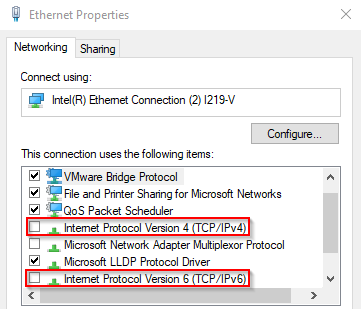 Ethernet Properties
Networking Sharing
Connect using:
Intel(R) Ethernet Connection (2) I219-V
Configure...
This connection uses the following items:
VMware Bridge Protocol
File and Printer Sharing for Microsoft Networks
QoS Packet Scheduler
Internet Protocol Version 4 (TCP/IPv4)
Microsoft Network Adapter Multiplexor Protocol
Microsoft LLDP Protocol Driver
Internet Protocol Version 6 (TCP/IPv6)